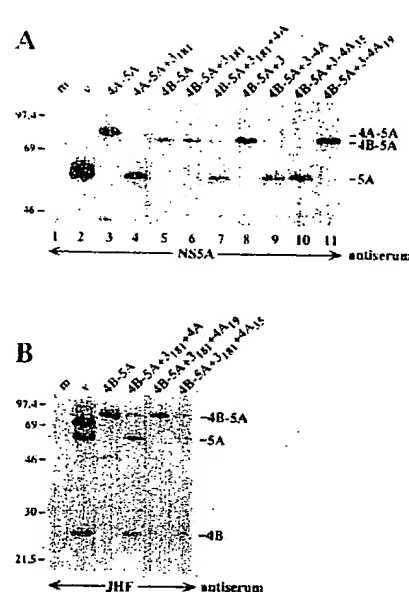 A
m
v
4A-5A
4A-5A+3₁₈₁
4B-5A
4B-5A+3₁₈₁
4B-5A+3₁₈₁+4A
4B-5A+3
4B-5A+3-4A
4B-5A+3-4A₃₅
4B-5A+3-4A₁₉
97.4–
69–
46–
–4A-5A
–4B-5A
–5A
1 2 3 4 5 6 7 8 9 10 11
NS5A antiserum
B
m
v
4B-5A
4B-5A+3₁₈₁+4A
4B-5A+3₁₈₁+4A₁₉
4B-5A+3₁₈₁+4A₃₅
97.4–
69–
46–
30–
21.5–
–4B-5A
–5A
–4B
JHF antiserum